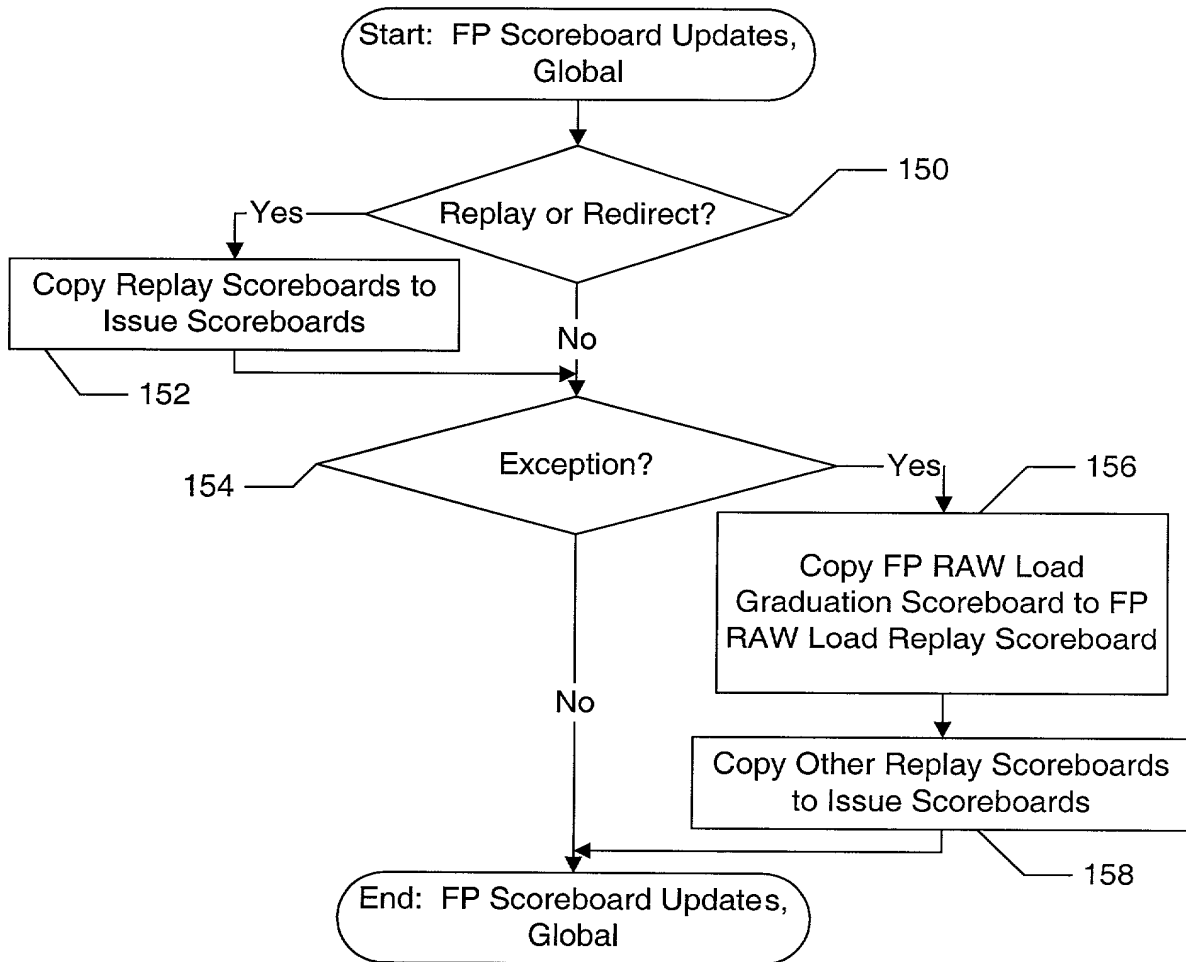 Start: FP Scoreboard Updates,
Global
150
Replay or Redirect?
Yes
Copy Replay Scoreboards to
Issue Scoreboards
No
152
Exception?
154
Yes
156
Copy FP RAW Load
Graduation Scoreboard to FP
RAW Load Replay Scoreboard
No
Copy Other Replay Scoreboards
to Issue Scoreboards
158
End: FP Scoreboard Updates,
Global